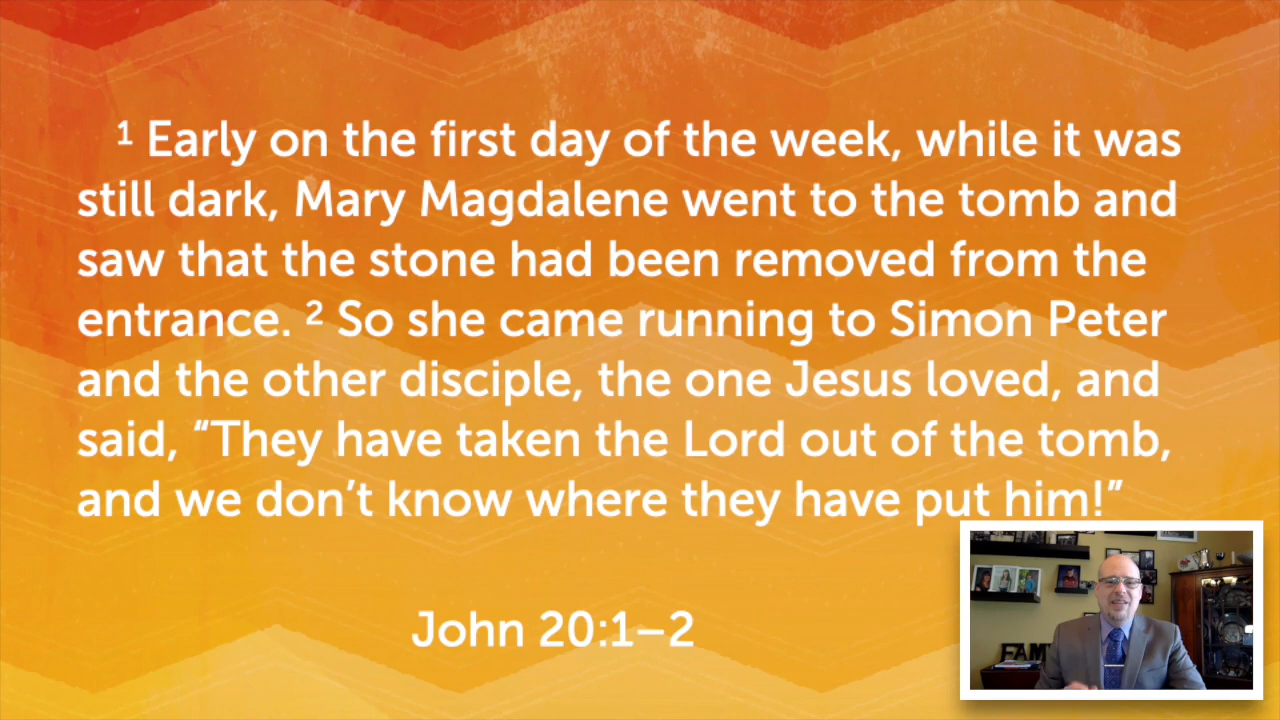 ¹ Early on the first day of the week, while it was
still dark, Mary Magdalene went to the tomb and
saw that the stone had been removed from the
entrance. ² So she came running to Simon Peter
and the other disciple, the one Jesus loved, and
said, “They have taken the Lord out of the tomb,
and we don’t know where they have put him!”
John 20:1–2
FAM